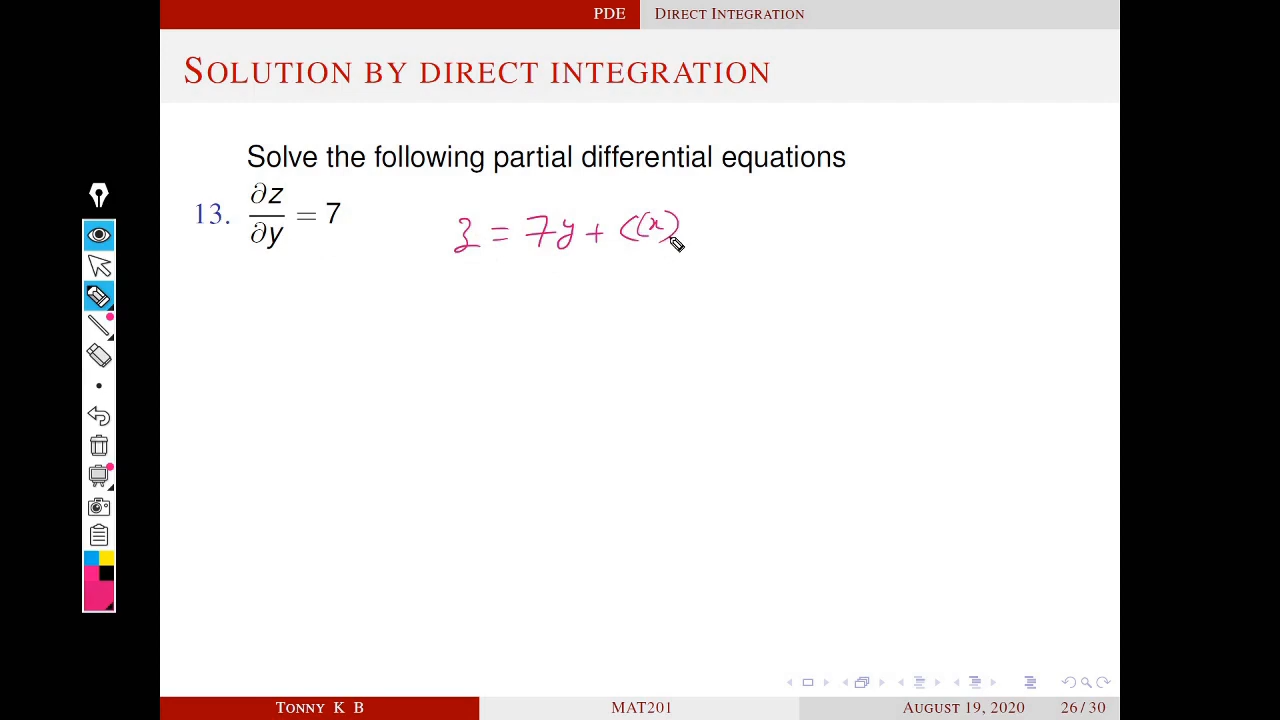 PDE DIRECT INTEGRATION
SOLUTION BY DIRECT INTEGRATION
Solve the following partial differential equations
13. ∂z/∂y = 7
z = 7y + c(x)
TONNY K B MAT201 AUGUST 19, 2020 26 / 30